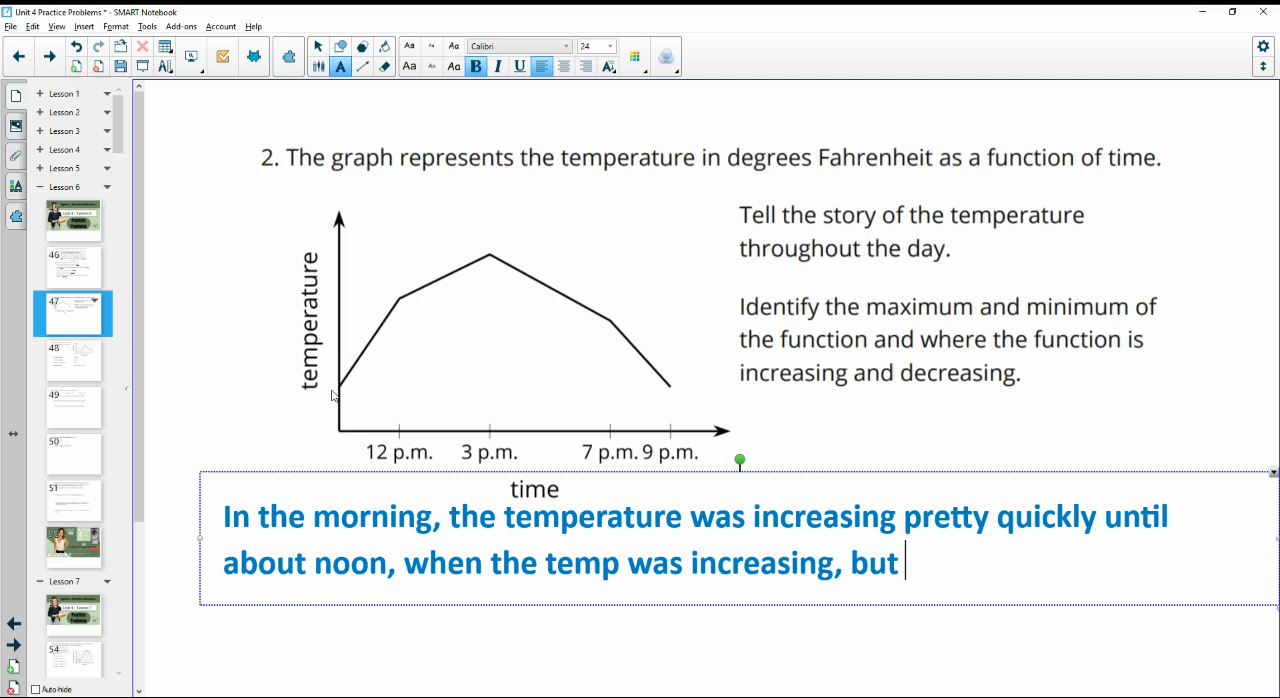 Unit 4 Practice Problems * - SMART Notebook
File Edit View Insert Format Tools Add-ons Account Help
Calibri
24
Lesson 1
Lesson 2
Lesson 3
Lesson 4
Lesson 5
Lesson 6
46
47
48
49
50
51
Lesson 7
54
Auto-hide
2. The graph represents the temperature in degrees Fahrenheit as a function of time.
temperature
12 p.m. 3 p.m. 7 p.m. 9 p.m.
time
Tell the story of the temperature
throughout the day.
Identify the maximum and minimum of
the function and where the function is
increasing and decreasing.
In the morning, the temperature was increasing pretty quickly until
about noon, when the temp was increasing, but